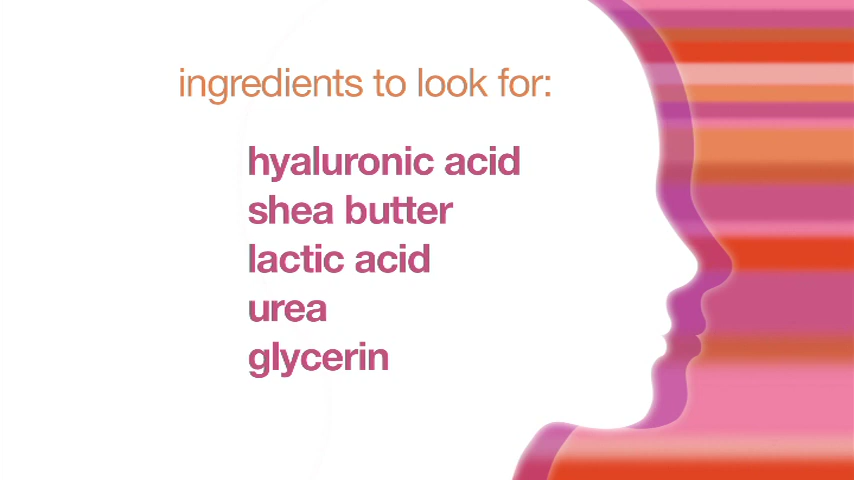 ingredients to look for:
hyaluronic acid
shea butter
lactic acid
urea
glycerin